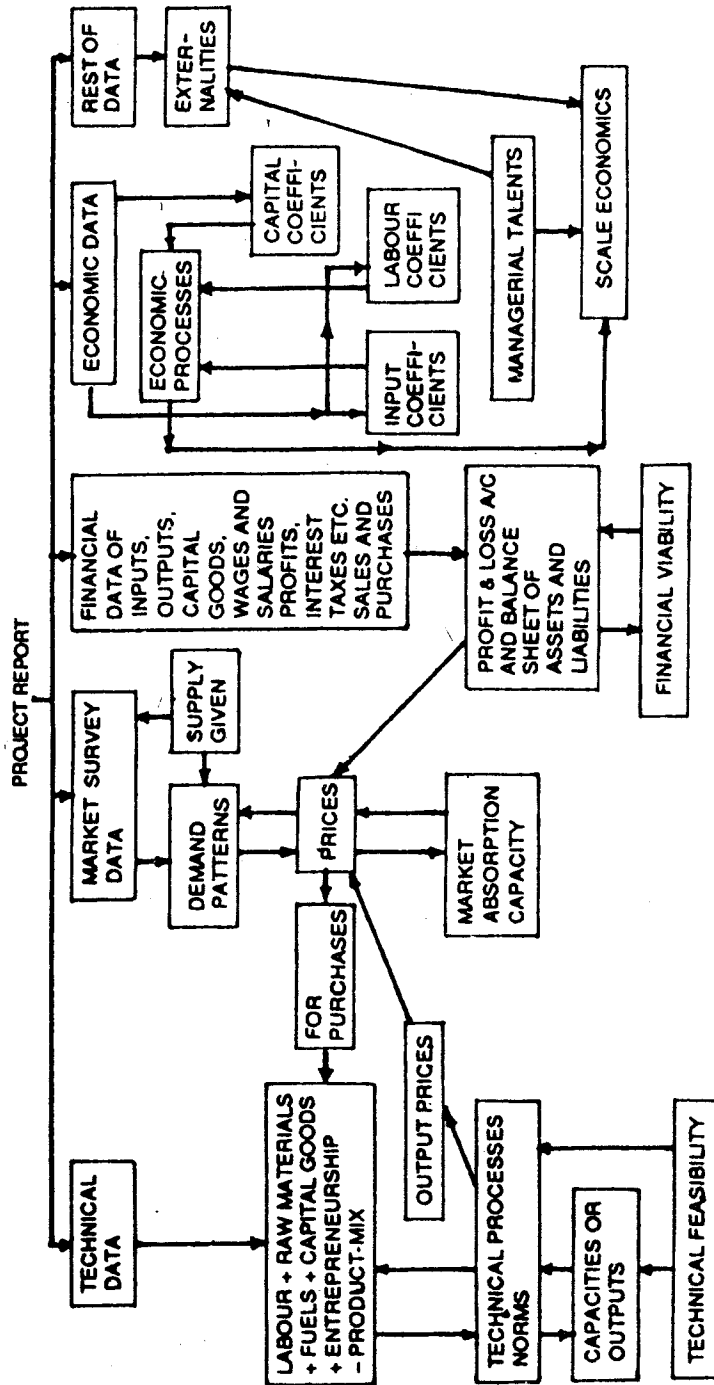 PROJECT REPORT
TECHNICAL
DATA
MARKET SURVEY
DATA
FINANCIAL
DATA OF
INPUTS,
OUTPUTS,
CAPITAL
GOODS,
WAGES AND
SALARIES
PROFITS,
INTEREST
TAXES ETC.
SALES AND
PURCHASES
ECONOMIC DATA
REST OF
DATA
SUPPLY
GIVEN
DEMAND
PATTERNS
ECONOMIC-
PROCESSES
CAPITAL
COEFFI-
CIENTS
EXTER-
NALITIES
LABOUR + RAW MATERIALS
+ FUELS + CAPITAL GOODS
+ ENTREPRENEURSHIP
– PRODUCT-MIX
FOR
PURCHASES
PRICES
INPUT
COEFFI-
CIENTS
LABOUR
COEFFI
CIENTS
OUTPUT PRICES
MARKET
ABSORPTION
CAPACITY
PROFIT & LOSS A/C
AND BALANCE
SHEET OF
ASSETS AND
LIABILITIES
MANAGERIAL TALENTS
TECHNICAL PROCESSES
NORMS
CAPACITIES OR
OUTPUTS
SCALE ECONOMICS
TECHNICAL FEASIBILITY
FINANCIAL VIABILITY